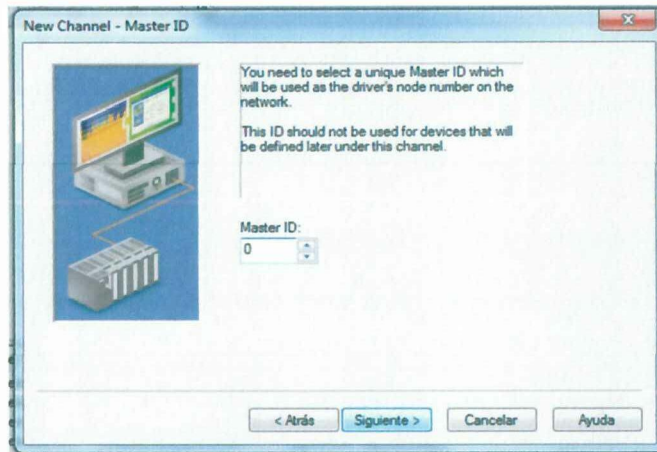 New Channel - Master ID
You need to select a unique Master ID which
will be used as the driver's node number on the
network.
This ID should not be used for devices that will
be defined later under this channel.
Master ID:
0
< Atrás
Siguiente >
Cancelar
Ayuda